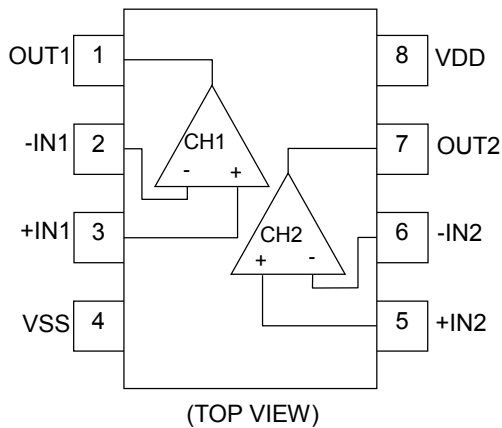 OUT1 1 8 VDD
-IN1 2 CH1 7 OUT2
- +
+IN1 3 CH2 6 -IN2
+ -
VSS 4 5 +IN2
(TOP VIEW)